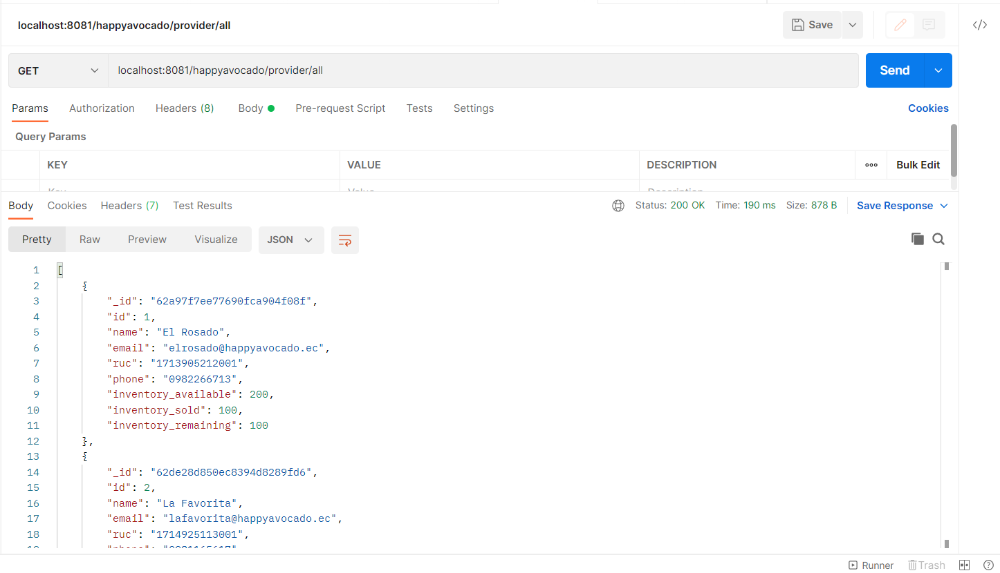 localhost:8081/happyavocado/provider/all
Save
GET localhost:8081/happyavocado/provider/all Send
Params Authorization Headers (8) Body Pre-request Script Tests Settings Cookies
Query Params
KEY VALUE DESCRIPTION ooo Bulk Edit
Key Value Description
Body Cookies Headers (7) Test Results Status: 200 OK Time: 190 ms Size: 878 B Save Response
Pretty Raw Preview Visualize JSON
1 [
2 {
3 "_id": "62a97f7ee77690fca904f08f",
4 "id": 1,
5 "name": "El Rosado",
6 "email": "elrosado@happyavocado.ec",
7 "ruc": "1713905212001",
8 "phone": "0982266713",
9 "inventory_available": 200,
10 "inventory_sold": 100,
11 "inventory_remaining": 100
12 },
13 {
14 "_id": "62de28d850ec8394d8289fd6",
15 "id": 2,
16 "name": "La Favorita",
17 "email": "lafavorita@happyavocado.ec",
18 "ruc": "1714925113001",
19 "phone":
Runner Trash